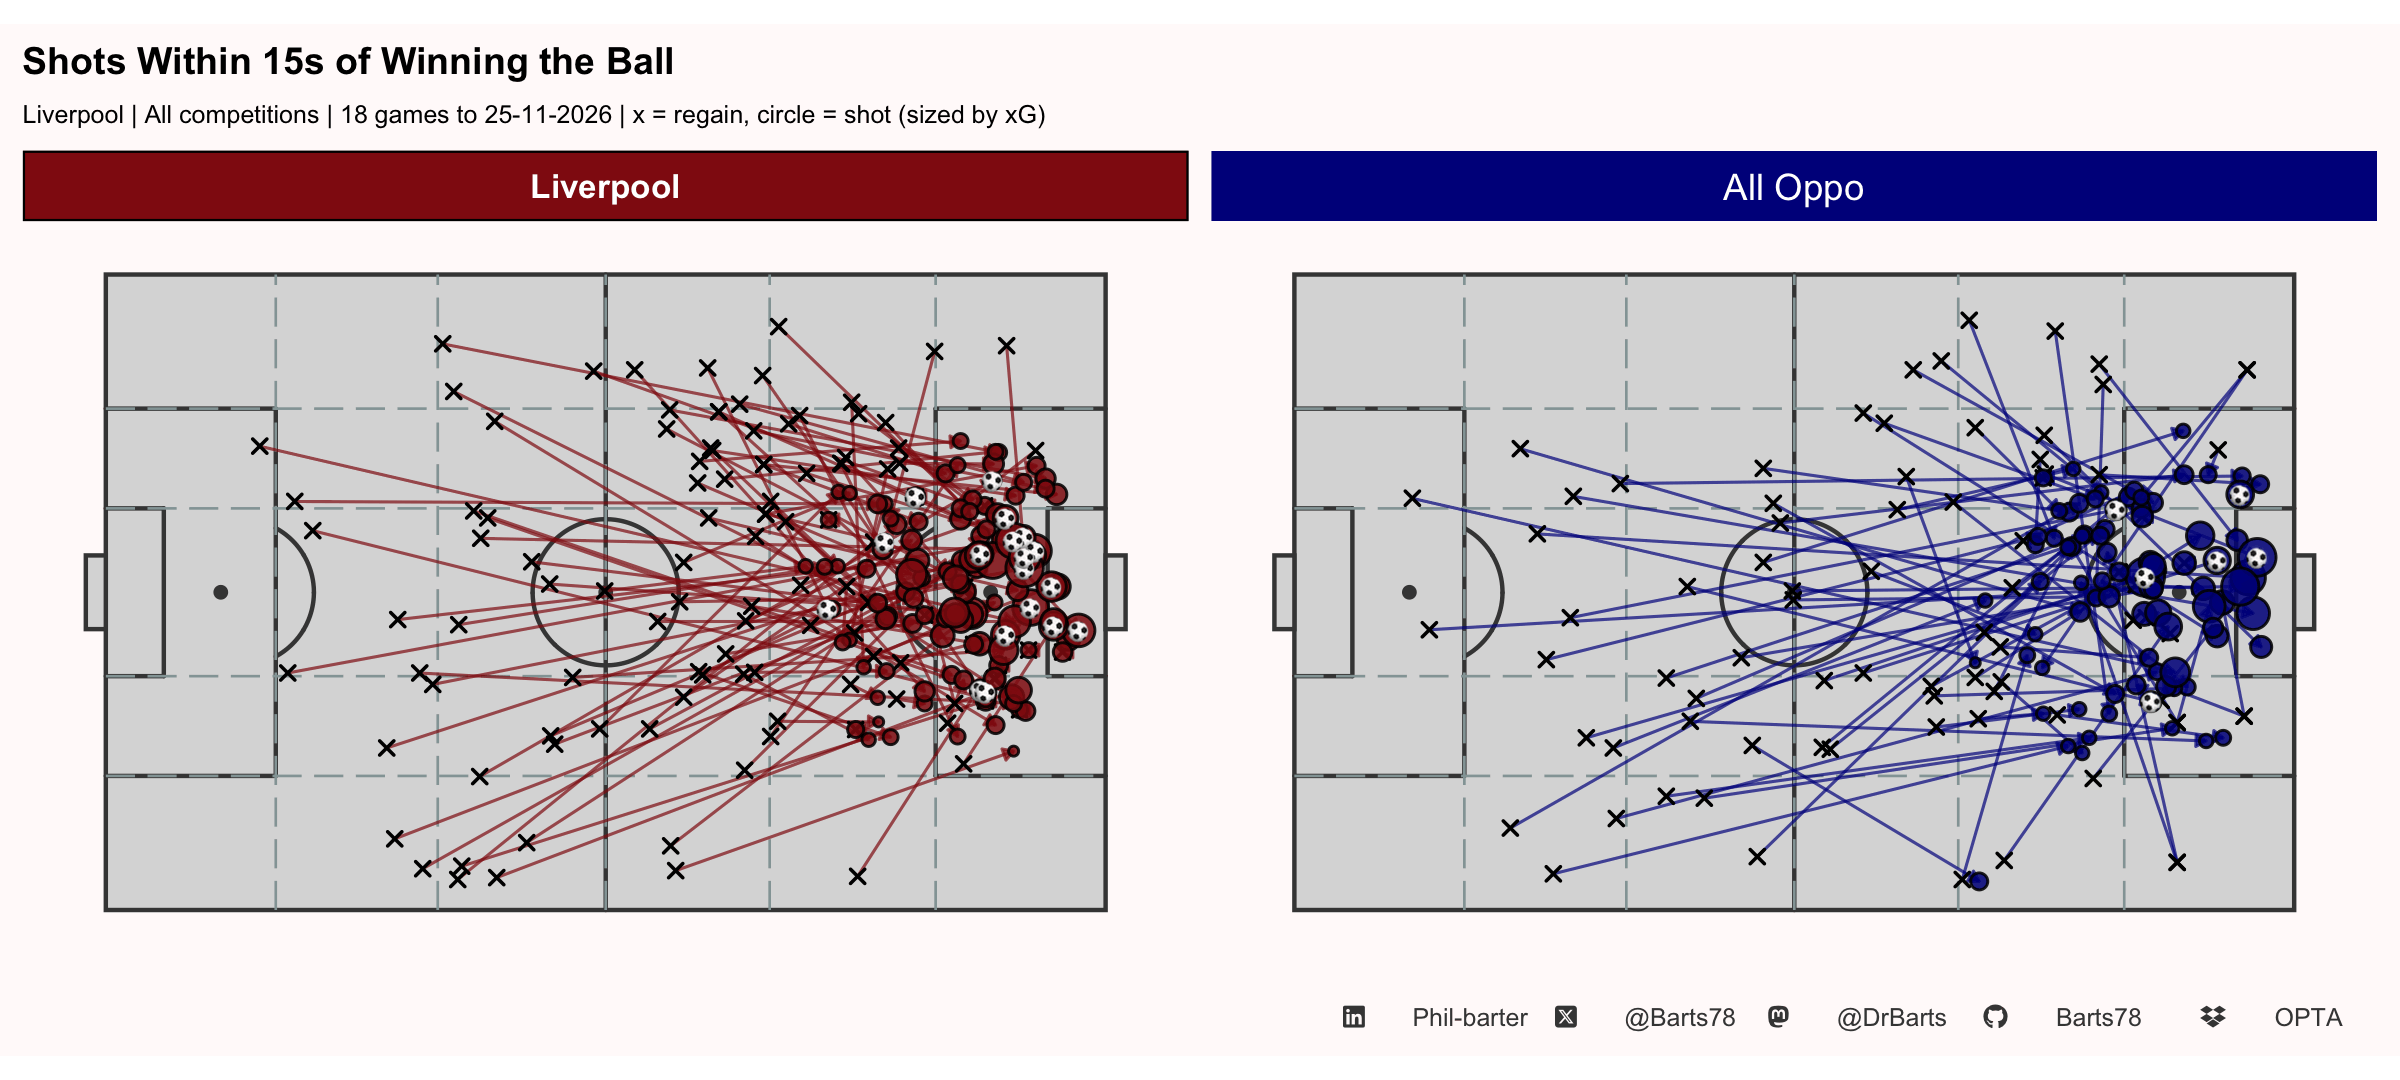 Shots Within 15s of Winning the Ball
Liverpool | All competitions | 18 games to 25-11-2026 | x = regain, circle = shot (sized by xG)
Liverpool
All Oppo
Phil-barter @Barts78 @DrBarts Barts78 OPTA